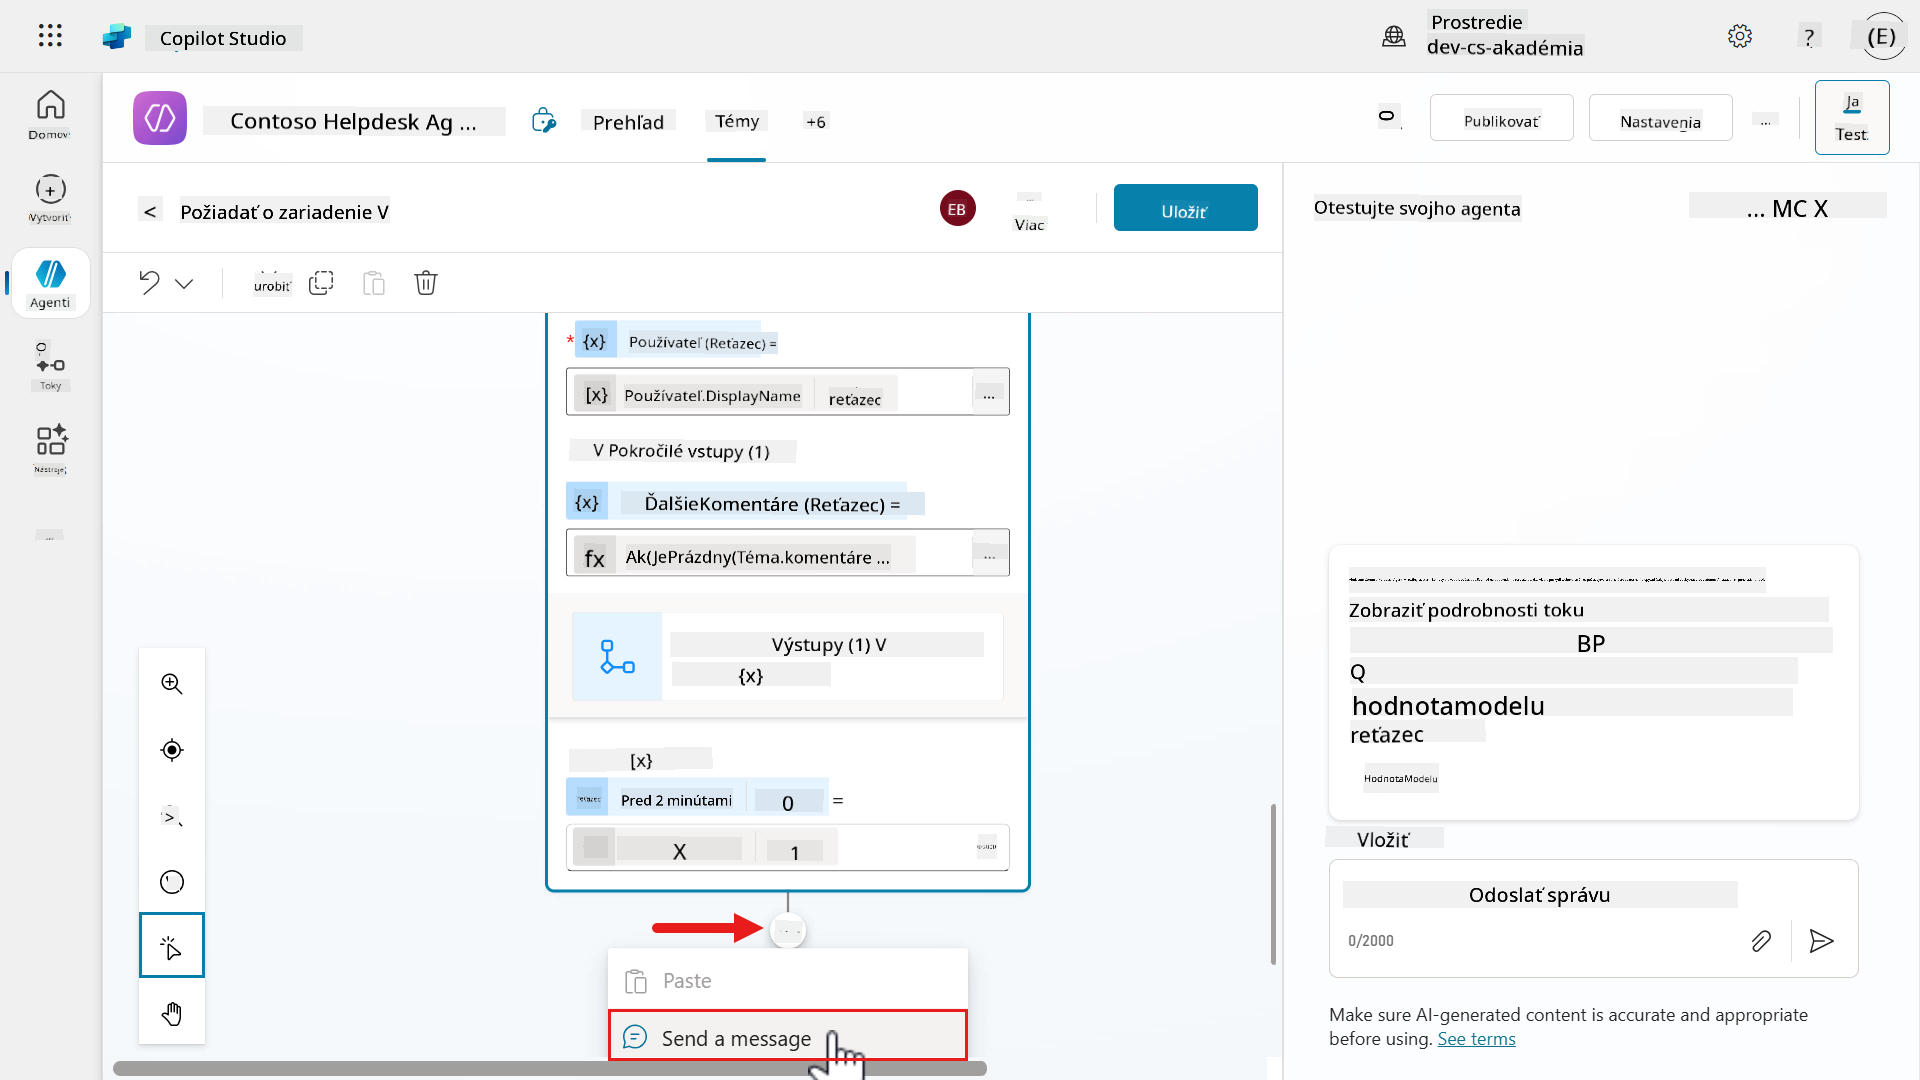 Copilot Studio
Prostredie
dev-cs-akadémia
?
(E)
Domov
Contoso Helpdesk Ag ...
Prehľad
Témy
+6
Publikovať
Nastavenia
...
Ja
Test
Vytvoriť
< Požiadať o zariadenie V
EB
...
Viac
Uložiť
Otestujte svojho agenta
... MC X
Agenti
urobiť
Toky
Nástroje
...
* {x} Používateľ (Reťazec) =
[x} Používateľ.DisplayName reťazec ...
V Pokročilé vstupy (1)
{x} ĎalšieKomentáre (Reťazec) =
fx Ak(JePrázdny(Téma.komentáre ... ...
Výstupy (1) V
{x}
[x}
reťazec Pred 2 minútami 0 =
X 1
Zobraziť podrobnosti toku
BP
Q
hodnotamodelu
reťazec
HodnotaModelu
Vložiť
Odoslať správu
0/2000
Paste
Send a message
Make sure AI-generated content is accurate and appropriate
before using. See terms